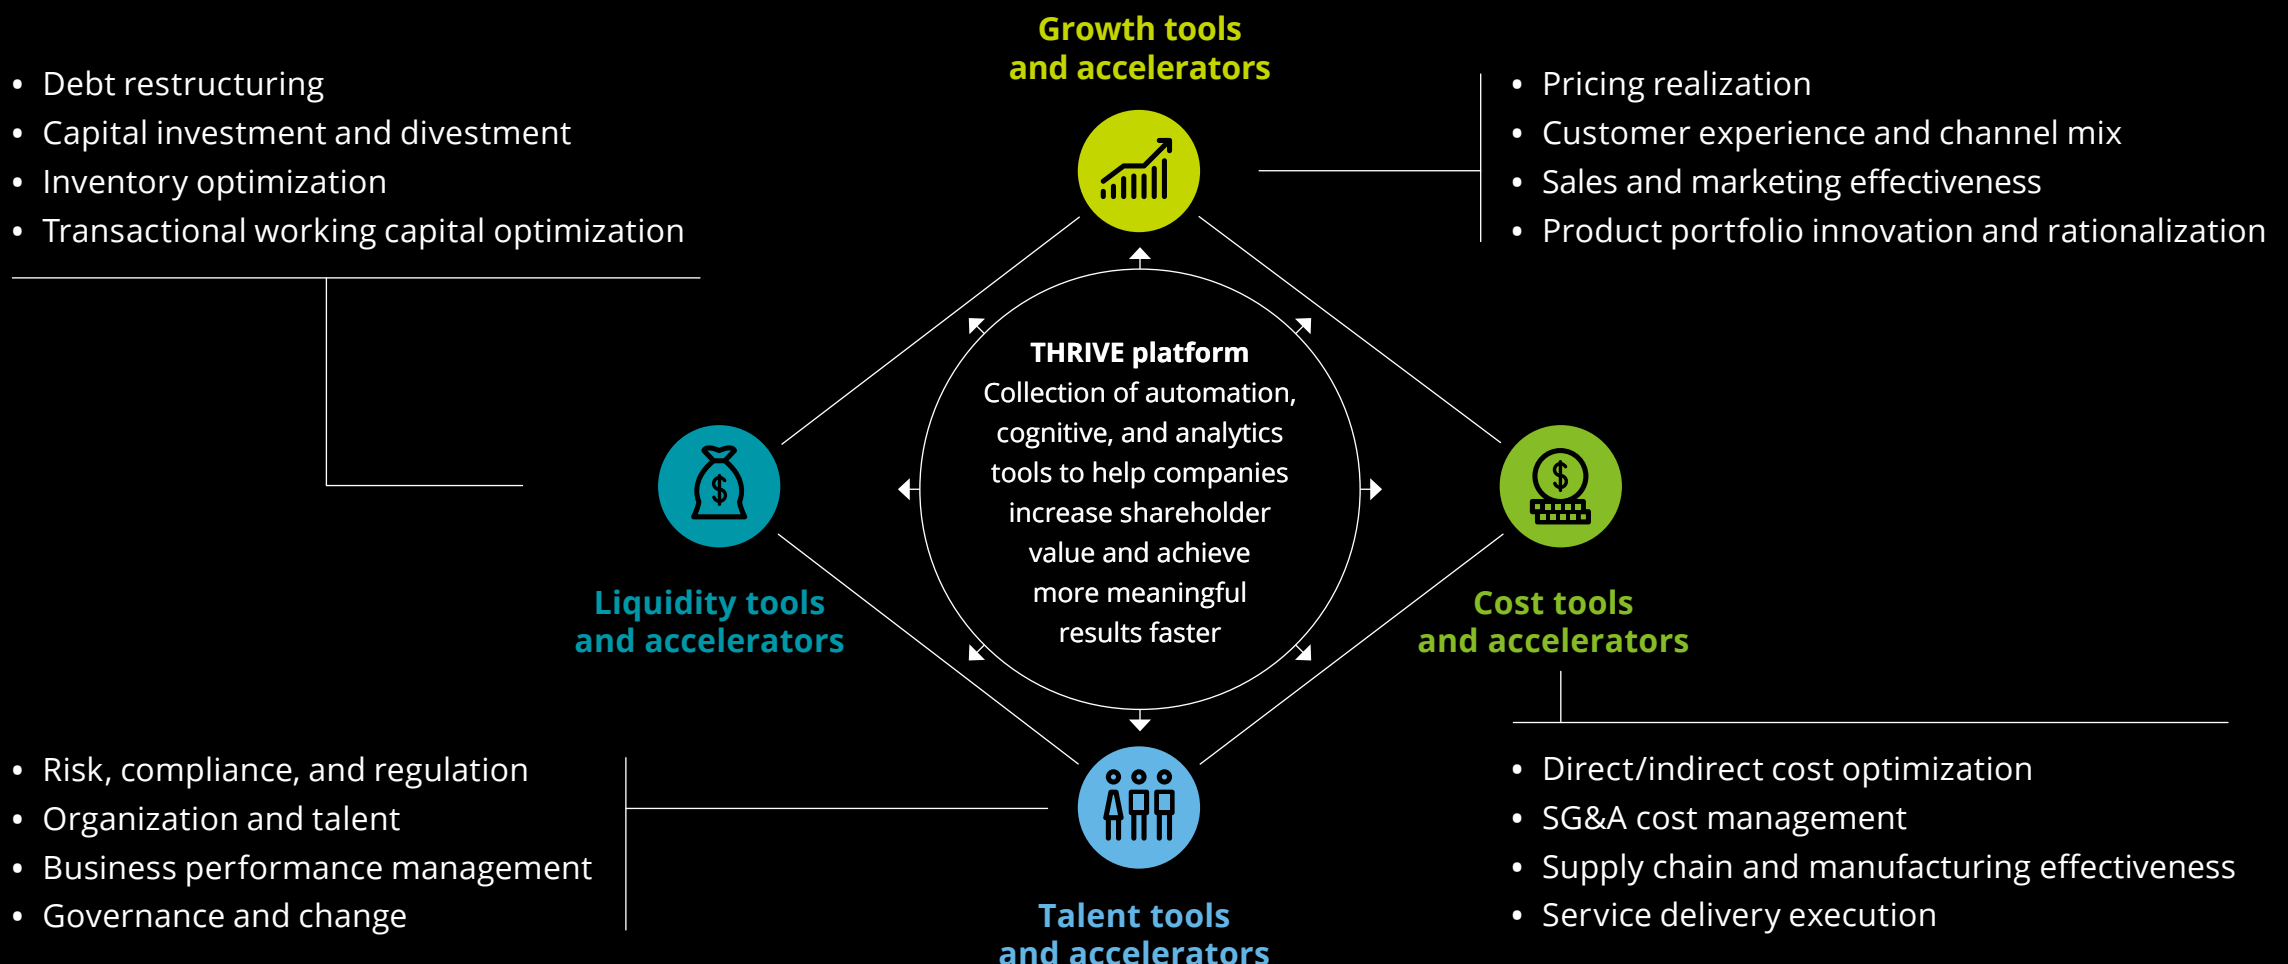 Growth tools
and accelerators
• Debt restructuring
• Capital investment and divestment
• Inventory optimization
• Transactional working capital optimization
• Pricing realization
• Customer experience and channel mix
• Sales and marketing effectiveness
• Product portfolio innovation and rationalization
THRIVE platform
Collection of automation,
cognitive, and analytics
tools to help companies
increase shareholder
value and achieve
more meaningful
results faster
$
$
Liquidity tools
and accelerators
Cost tools
and accelerators
• Risk, compliance, and regulation
• Organization and talent
• Business performance management
• Governance and change
• Direct/indirect cost optimization
• SG&A cost management
• Supply chain and manufacturing effectiveness
• Service delivery execution
Talent tools
and accelerators